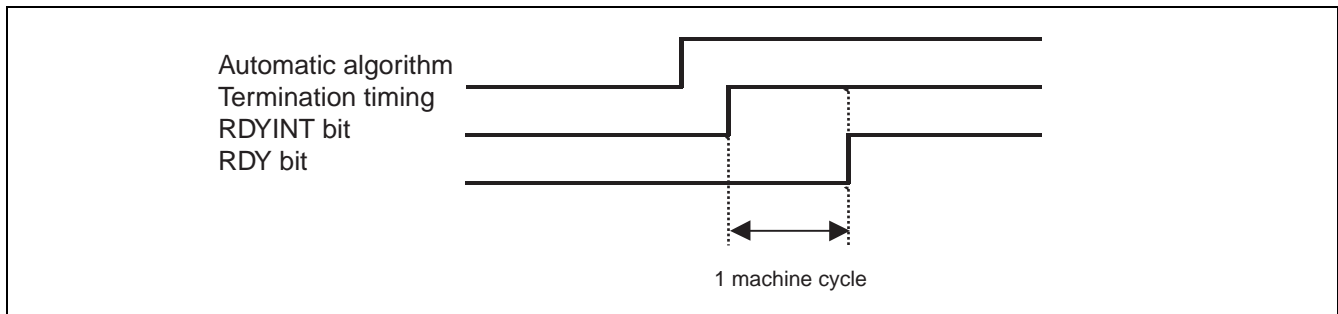 Automatic algorithm
Termination timing
RDYINT bit
RDY bit
1 machine cycle